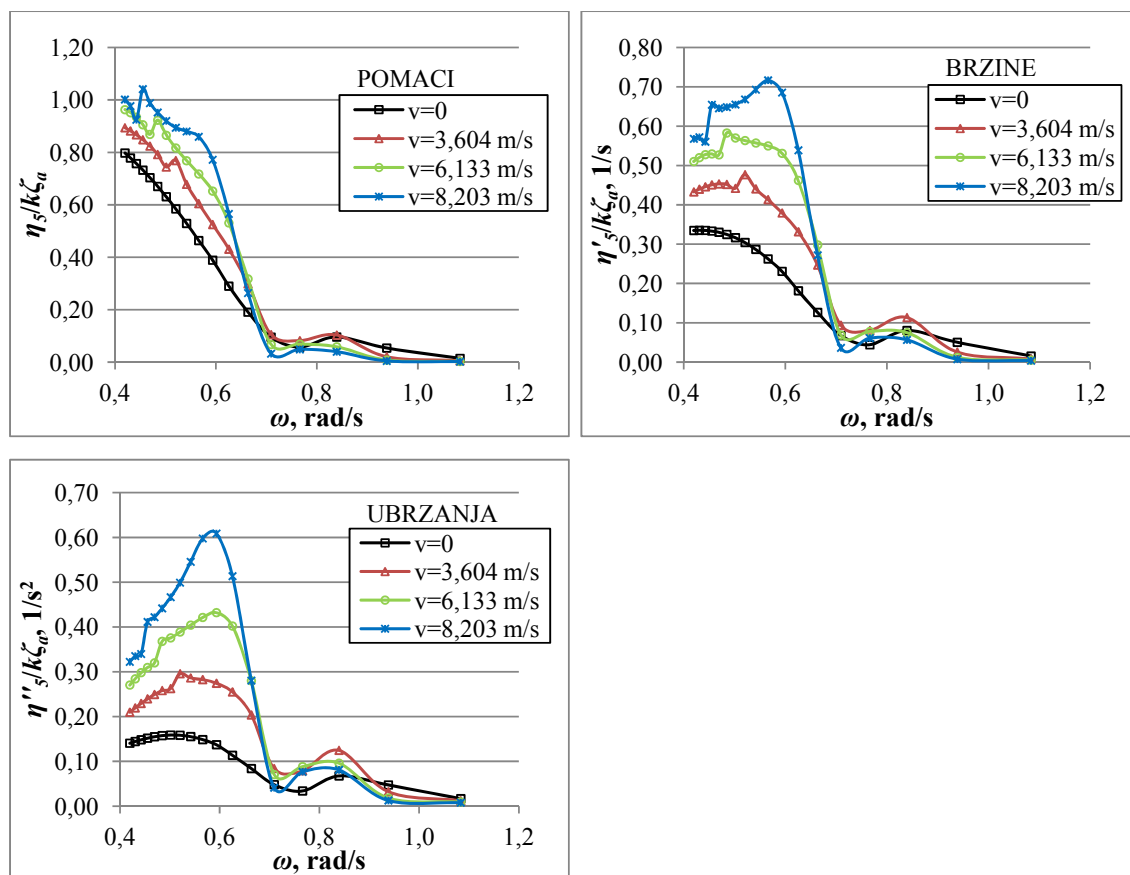 POMACI
v=0
v=3,604 m/s
v=6,133 m/s
v=8,203 m/s
1,20
1,00
0,80
0,60
0,40
0,20
0,00
0,4 0,6 0,8 1,0 1,2
η5/kζa
ω, rad/s
BRZINE
v=0
v=3,604 m/s
v=6,133 m/s
v=8,203 m/s
0,80
0,70
0,60
0,50
0,40
0,30
0,20
0,10
0,00
0,4 0,6 0,8 1,0 1,2
η'5/kζa, 1/s
ω, rad/s
UBRZANJA
v=0
v=3,604 m/s
v=6,133 m/s
v=8,203 m/s
0,70
0,60
0,50
0,40
0,30
0,20
0,10
0,00
0,4 0,6 0,8 1,0 1,2
η''5/kζa, 1/s²
ω, rad/s